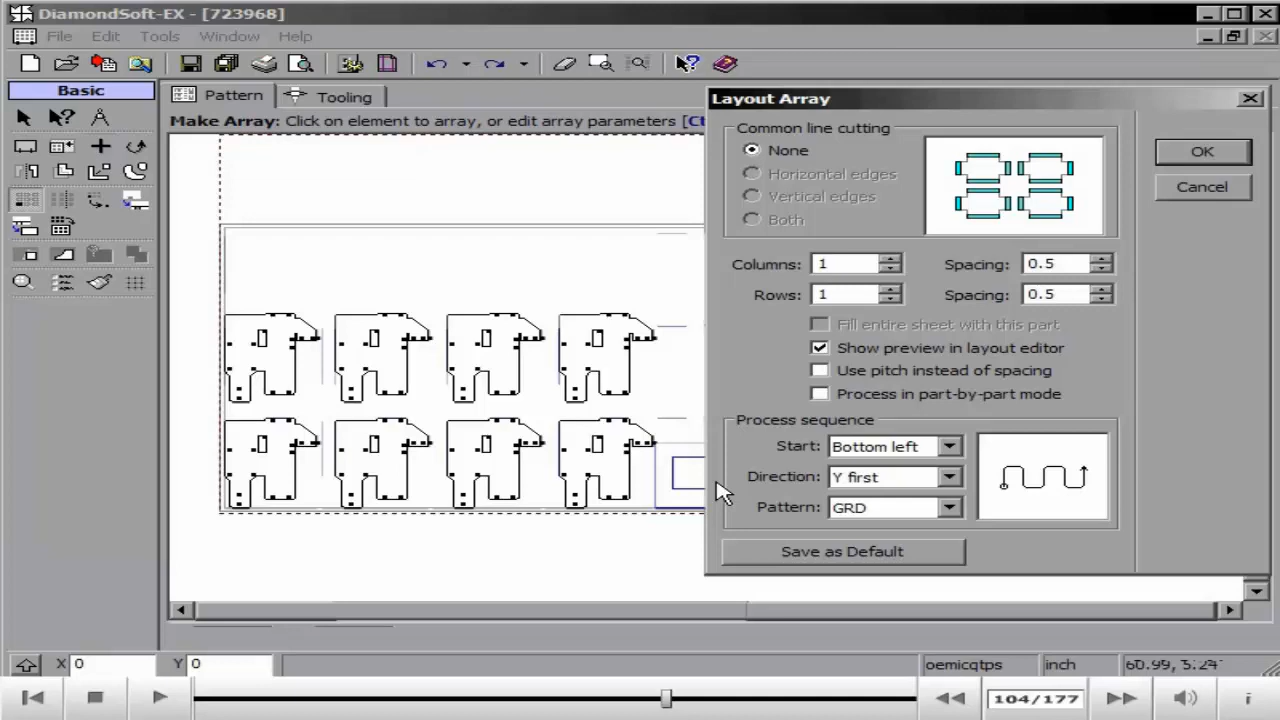 DiamondSoft-EX - [723968]
File Edit Tools Window Help
Basic
Pattern
Tooling
Make Array: Click on element to array, or edit array parameters [Ct
Layout Array
Common line cutting
None
Horizontal edges
Vertical edges
Both
OK
Cancel
Columns: 1 Spacing: 0.5
Rows: 1 Spacing: 0.5
Fill entire sheet with this part
Show preview in layout editor
Use pitch instead of spacing
Process in part-by-part mode
Process sequence
Start: Bottom left
Direction: Y first
Pattern: GRD
Save as Default
X 0 Y 0
oemicqtps inch
104/177